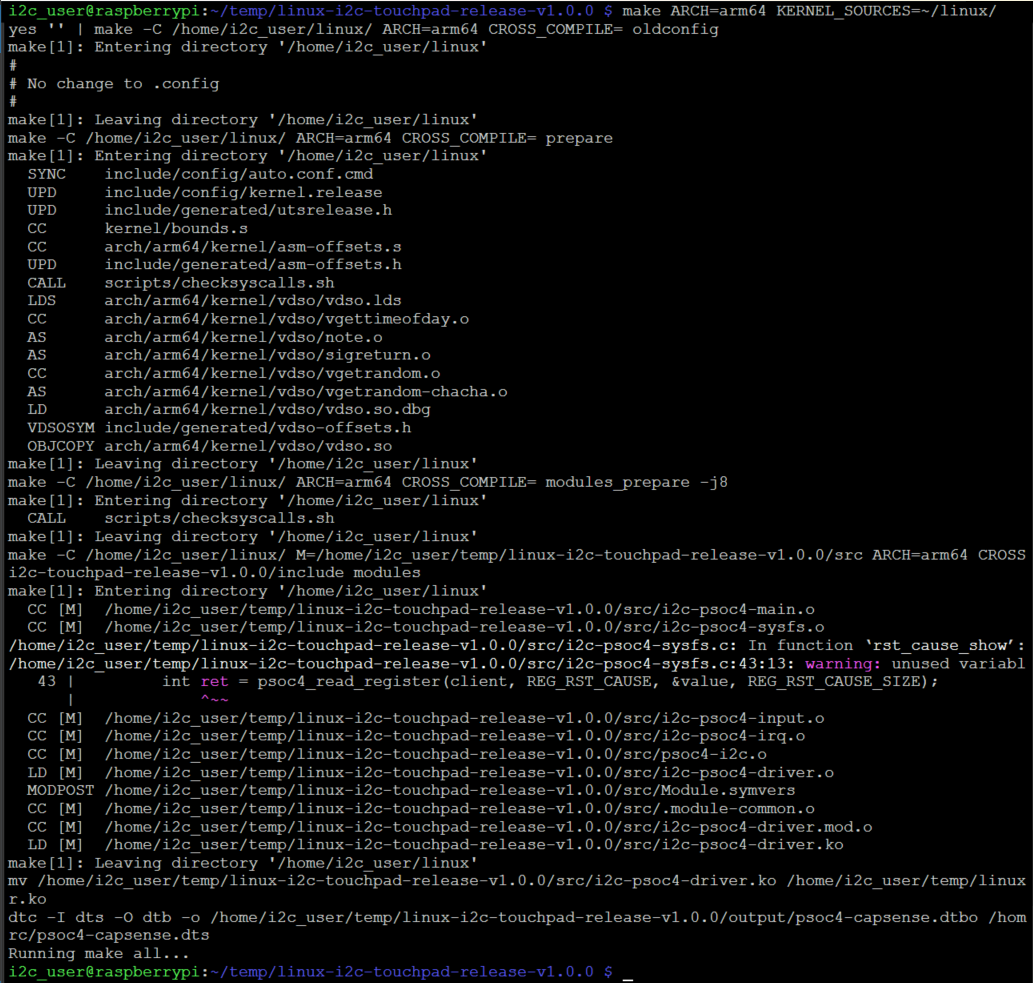 i2c_user@raspberrypi:~/temp/linux-i2c-touchpad-release-v1.0.0 $ make ARCH=arm64 KERNEL_SOURCES=~/linux/
yes '' | make -C /home/i2c_user/linux/ ARCH=arm64 CROSS_COMPILE= oldconfig
make[1]: Entering directory '/home/i2c_user/linux'
#
# No change to .config
#
make[1]: Leaving directory '/home/i2c_user/linux'
make -C /home/i2c_user/linux/ ARCH=arm64 CROSS_COMPILE= prepare
make[1]: Entering directory '/home/i2c_user/linux'
  SYNC    include/config/auto.conf.cmd
  UPD     include/config/kernel.release
  UPD     include/generated/utsrelease.h
  CC      kernel/bounds.s
  CC      arch/arm64/kernel/asm-offsets.s
  UPD     include/generated/asm-offsets.h
  CALL    scripts/checksyscalls.sh
  LDS     arch/arm64/kernel/vdso/vdso.lds
  CC      arch/arm64/kernel/vdso/vgettimeofday.o
  AS      arch/arm64/kernel/vdso/note.o
  AS      arch/arm64/kernel/vdso/sigreturn.o
  CC      arch/arm64/kernel/vdso/vgetrandom.o
  AS      arch/arm64/kernel/vdso/vgetrandom-chacha.o
  LD      arch/arm64/kernel/vdso/vdso.so.dbg
  VDSOSYM include/generated/vdso-offsets.h
  OBJCOPY arch/arm64/kernel/vdso/vdso.so
make[1]: Leaving directory '/home/i2c_user/linux'
make -C /home/i2c_user/linux/ ARCH=arm64 CROSS_COMPILE= modules_prepare -j8
make[1]: Entering directory '/home/i2c_user/linux'
  CALL    scripts/checksyscalls.sh
make[1]: Leaving directory '/home/i2c_user/linux'
make -C /home/i2c_user/linux/ M=/home/i2c_user/temp/linux-i2c-touchpad-release-v1.0.0/src ARCH=arm64 CROSS
i2c-touchpad-release-v1.0.0/include modules
make[1]: Entering directory '/home/i2c_user/linux'
  CC [M]  /home/i2c_user/temp/linux-i2c-touchpad-release-v1.0.0/src/i2c-psoc4-main.o
  CC [M]  /home/i2c_user/temp/linux-i2c-touchpad-release-v1.0.0/src/i2c-psoc4-sysfs.o
/home/i2c_user/temp/linux-i2c-touchpad-release-v1.0.0/src/i2c-psoc4-sysfs.c: In function ‘rst_cause_show’:
/home/i2c_user/temp/linux-i2c-touchpad-release-v1.0.0/src/i2c-psoc4-sysfs.c:43:13: warning: unused variabl
   43 |         int ret = psoc4_read_register(client, REG_RST_CAUSE, &value, REG_RST_CAUSE_SIZE);
      |             ^~~
  CC [M]  /home/i2c_user/temp/linux-i2c-touchpad-release-v1.0.0/src/i2c-psoc4-input.o
  CC [M]  /home/i2c_user/temp/linux-i2c-touchpad-release-v1.0.0/src/i2c-psoc4-irq.o
  CC [M]  /home/i2c_user/temp/linux-i2c-touchpad-release-v1.0.0/src/psoc4-i2c.o
  LD [M]  /home/i2c_user/temp/linux-i2c-touchpad-release-v1.0.0/src/i2c-psoc4-driver.o
  MODPOST /home/i2c_user/temp/linux-i2c-touchpad-release-v1.0.0/src/Module.symvers
  CC [M]  /home/i2c_user/temp/linux-i2c-touchpad-release-v1.0.0/src/.module-common.o
  CC [M]  /home/i2c_user/temp/linux-i2c-touchpad-release-v1.0.0/src/i2c-psoc4-driver.mod.o
  LD [M]  /home/i2c_user/temp/linux-i2c-touchpad-release-v1.0.0/src/i2c-psoc4-driver.ko
make[1]: Leaving directory '/home/i2c_user/linux'
mv /home/i2c_user/temp/linux-i2c-touchpad-release-v1.0.0/src/i2c-psoc4-driver.ko /home/i2c_user/temp/linux
r.ko
dtc -I dts -O dtb -o /home/i2c_user/temp/linux-i2c-touchpad-release-v1.0.0/output/psoc4-capsense.dtbo /hom
rc/psoc4-capsense.dts
Running make all...
i2c_user@raspberrypi:~/temp/linux-i2c-touchpad-release-v1.0.0 $ _